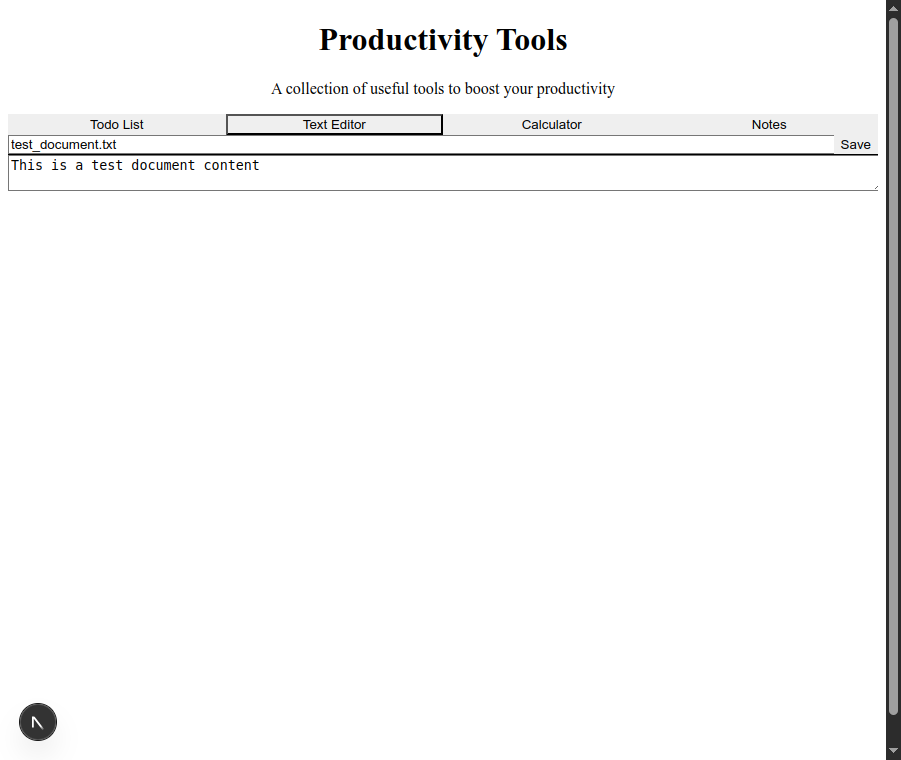 Productivity Tools
A collection of useful tools to boost your productivity
Todo List Text Editor Calculator Notes
test_document.txt Save
This is a test document content